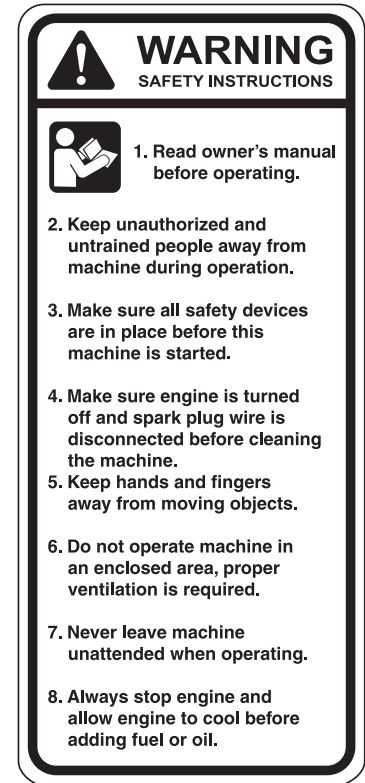 WARNING
SAFETY INSTRUCTIONS
1. Read owner's manual
before operating.
2. Keep unauthorized and
untrained people away from
machine during operation.
3. Make sure all safety devices
are in place before this
machine is started.
4. Make sure engine is turned
off and spark plug wire is
disconnected before cleaning
the machine.
5. Keep hands and fingers
away from moving objects.
6. Do not operate machine in
an enclosed area, proper
ventilation is required.
7. Never leave machine
unattended when operating.
8. Always stop engine and
allow engine to cool before
adding fuel or oil.